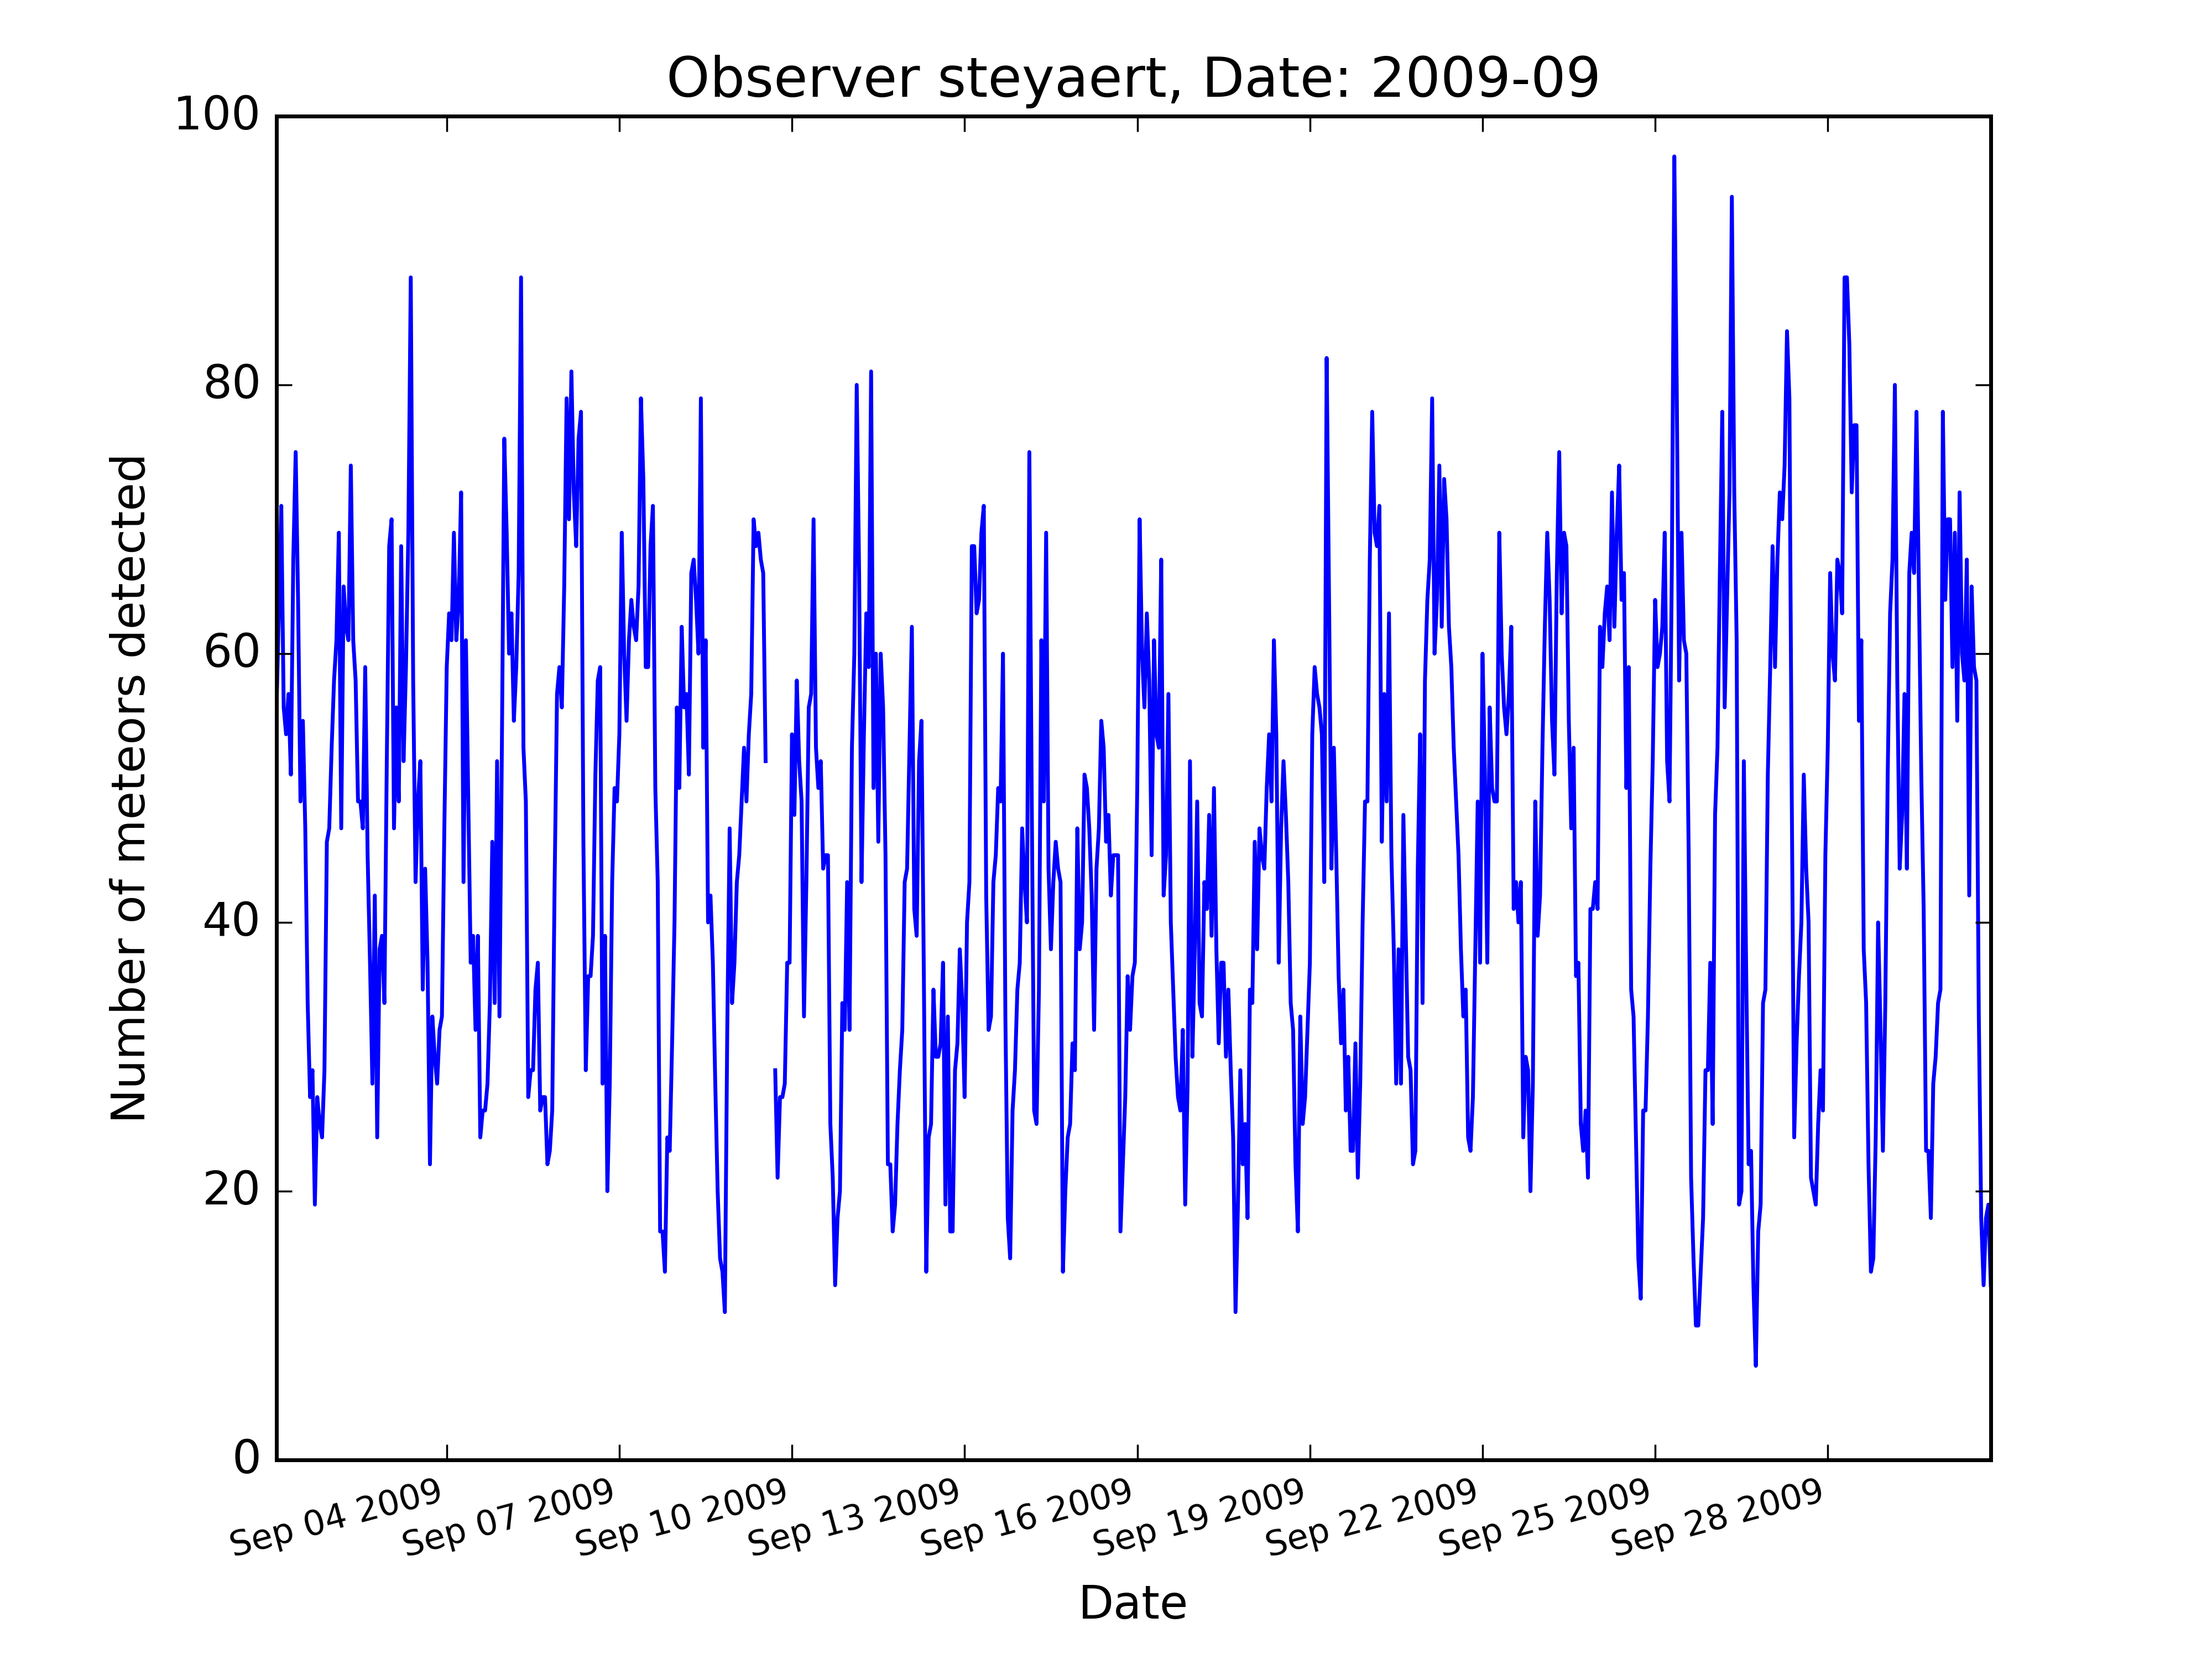 Observer steyaert, Date: 2009-09
Number of meteors detected
100
80
60
40
20
0
Sep 04 2009
Sep 07 2009
Sep 10 2009
Sep 13 2009
Sep 16 2009
Sep 19 2009
Sep 22 2009
Sep 25 2009
Sep 28 2009
Date